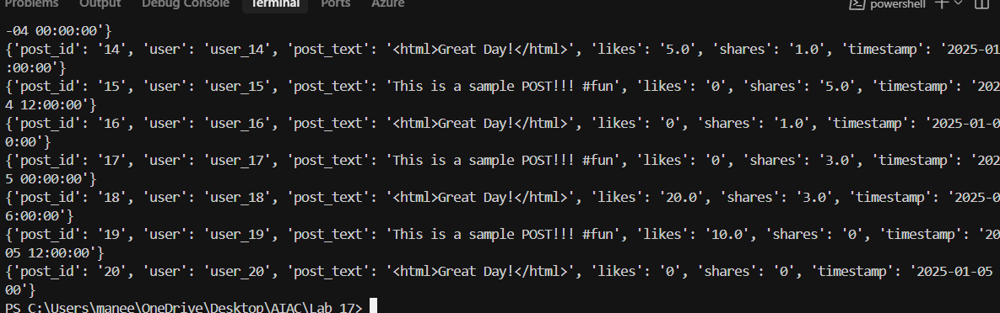 Problems Output Debug Console Terminal Ports Azure powershell
-04 00:00:00'}
{'post_id': '14', 'user': 'user_14', 'post_text': '<html>Great Day!</html>', 'likes': '5.0', 'shares': '1.0', 'timestamp': '2025-01
:00:00'}
{'post_id': '15', 'user': 'user_15', 'post_text': 'This is a sample POST!!! #fun', 'likes': '0', 'shares': '5.0', 'timestamp': '202
4 12:00:00'}
{'post_id': '16', 'user': 'user_16', 'post_text': '<html>Great Day!</html>', 'likes': '0', 'shares': '1.0', 'timestamp': '2025-01-0
0:00'}
{'post_id': '17', 'user': 'user_17', 'post_text': 'This is a sample POST!!! #fun', 'likes': '0', 'shares': '3.0', 'timestamp': '202
5 00:00:00'}
{'post_id': '18', 'user': 'user_18', 'post_text': '<html>Great Day!</html>', 'likes': '20.0', 'shares': '3.0', 'timestamp': '2025-0
6:00:00'}
{'post_id': '19', 'user': 'user_19', 'post_text': 'This is a sample POST!!! #fun', 'likes': '10.0', 'shares': '0', 'timestamp': '20
05 12:00:00'}
{'post_id': '20', 'user': 'user_20', 'post_text': '<html>Great Day!</html>', 'likes': '0', 'shares': '0', 'timestamp': '2025-01-05
00'}
PS C:\Users\manee\OneDrive\Desktop\AIAC\Lab 17>